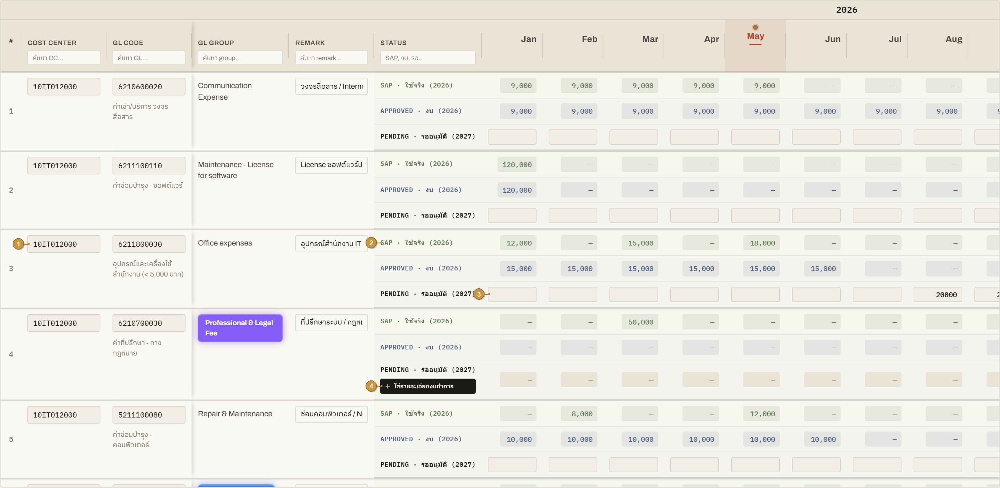 2026
# COST CENTER GL CODE GL GROUP REMARK STATUS Jan Feb Mar Apr May Jun Jul Aug
ค้นหา CC... ค้นหา GL... ค้นหา group... ค้นหา remark... SAP, งบ, รอ...
10IT012000 6210600020 Communication วงจรสื่อสาร / Intern SAP · ใช้จริง (2026) 9,000 9,000 9,000 9,000 9,000 – – –
Expense
ค่าเช่า/บริการ วงจร
สื่อสาร
1 APPROVED · งบ (2026) 9,000 9,000 9,000 9,000 9,000 9,000 9,000 9,000
PENDING · รออนุมัติ (2027)
10IT012000 6211100110 Maintenance - License License ซอฟต์แวร์ป SAP · ใช้จริง (2026) 120,000 – – – – – – –
for software
ค่าซ่อมบำรุง - ซอฟต์แวร์
2 APPROVED · งบ (2026) 120,000 – – – – – – –
PENDING · รออนุมัติ (2027)
1 10IT012000 6211800030 Office expenses อุปกรณ์สำนักงาน IT 2 SAP · ใช้จริง (2026) 12,000 – 15,000 – 18,000 – – –
อุปกรณ์และเครื่องใช้
สำนักงาน (< 5,000 บาท)
3 APPROVED · งบ (2026) 15,000 15,000 15,000 15,000 15,000 15,000 – –
PENDING · รออนุมัติ (2027) 3 20000 2
10IT012000 6210700030 Professional & Legal ที่ปรึกษาระบบ / กฎห SAP · ใช้จริง (2026) – – 50,000 – – – – –
Fee
ค่าที่ปรึกษา - ทาง
กฎหมาย
4 APPROVED · งบ (2026) – – – – – – – –
PENDING · รออนุมัติ (2027) – – – – – – – –
4 + ใส่รายละเอียดงบทำการ
10IT012000 5211100080 Repair & Maintenance ซ่อมคอมพิวเตอร์ / N SAP · ใช้จริง (2026) – 8,000 – – 12,000 – – –
ค่าซ่อมบำรุง -
คอมพิวเตอร์
5 APPROVED · งบ (2026) 10,000 10,000 10,000 10,000 10,000 10,000 – –
PENDING · รออนุมัติ (2027)